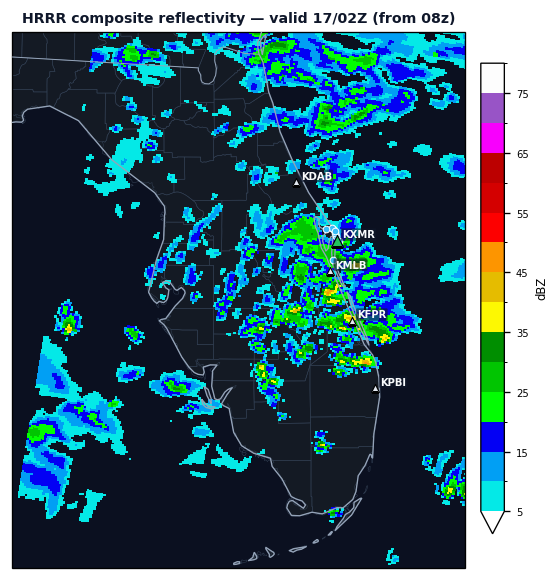 HRRR composite reflectivity — valid 17/02Z (from 08z)
KDAB
KXMR
KMLB
KFPR
KPBI
75
65
55
45
35
25
15
5
dBZ